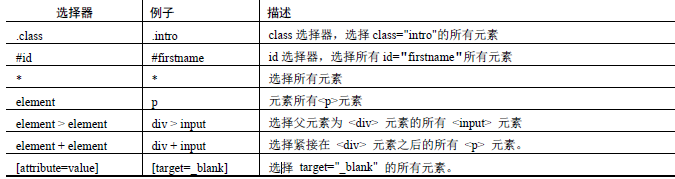 选择器 例子 描述
.class .intro class 选择器，选择 class="intro"的所有元素
#id #firstname id 选择器，选择所有 id="firstname"所有元素
* * 选择所有元素
element p 元素所有<p>元素
element > element div > input 选择父元素为 <div> 元素的所有 <input> 元素
element + element div + input 选择紧接在 <div> 元素之后的所有 <p> 元素。
[attribute=value] [target=_blank] 选择 target="_blank" 的所有元素。